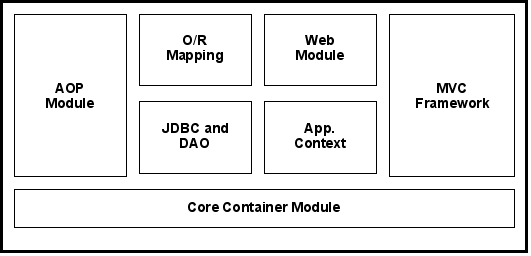 AOP
Module
O/R
Mapping
Web
Module
MVC
Framework
JDBC and
DAO
App.
Context
Core Container Module